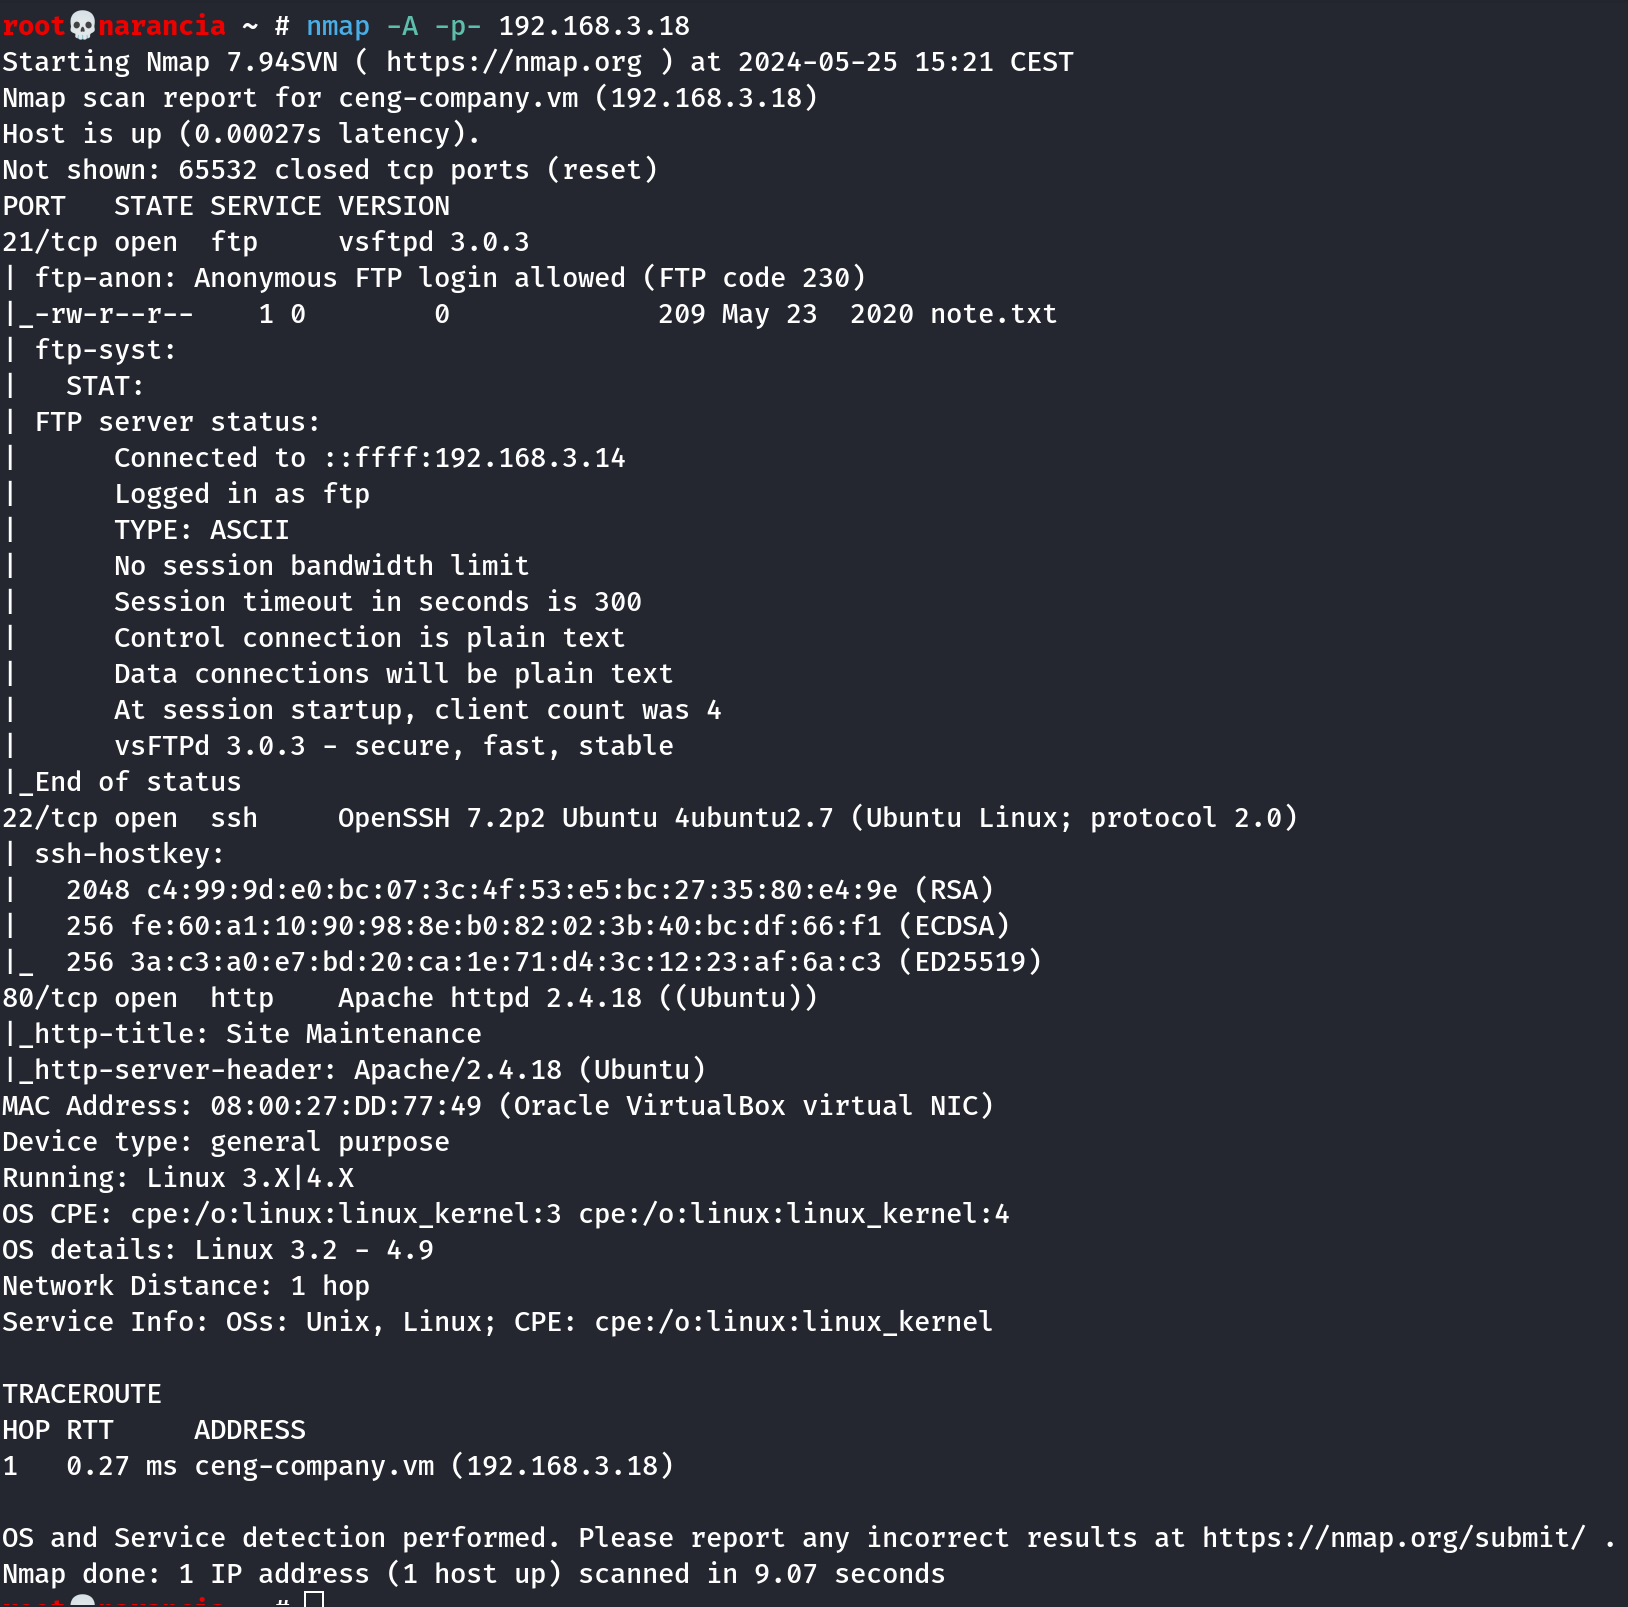 root💀narancia ~ # nmap -A -p- 192.168.3.18
Starting Nmap 7.94SVN ( https://nmap.org ) at 2024-05-25 15:21 CEST
Nmap scan report for ceng-company.vm (192.168.3.18)
Host is up (0.00027s latency).
Not shown: 65532 closed tcp ports (reset)
PORT   STATE SERVICE VERSION
21/tcp open  ftp     vsftpd 3.0.3
| ftp-anon: Anonymous FTP login allowed (FTP code 230)
|_-rw-r--r--    1 0        0             209 May 23  2020 note.txt
| ftp-syst:
|   STAT:
| FTP server status:
|      Connected to ::ffff:192.168.3.14
|      Logged in as ftp
|      TYPE: ASCII
|      No session bandwidth limit
|      Session timeout in seconds is 300
|      Control connection is plain text
|      Data connections will be plain text
|      At session startup, client count was 4
|      vsFTPd 3.0.3 - secure, fast, stable
|_End of status
22/tcp open  ssh     OpenSSH 7.2p2 Ubuntu 4ubuntu2.7 (Ubuntu Linux; protocol 2.0)
| ssh-hostkey:
|   2048 c4:99:9d:e0:bc:07:3c:4f:53:e5:bc:27:35:80:e4:9e (RSA)
|   256 fe:60:a1:10:90:98:8e:b0:82:02:3b:40:bc:df:66:f1 (ECDSA)
|_  256 3a:c3:a0:e7:bd:20:ca:1e:71:d4:3c:12:23:af:6a:c3 (ED25519)
80/tcp open  http    Apache httpd 2.4.18 ((Ubuntu))
|_http-title: Site Maintenance
|_http-server-header: Apache/2.4.18 (Ubuntu)
MAC Address: 08:00:27:DD:77:49 (Oracle VirtualBox virtual NIC)
Device type: general purpose
Running: Linux 3.X|4.X
OS CPE: cpe:/o:linux:linux_kernel:3 cpe:/o:linux:linux_kernel:4
OS details: Linux 3.2 - 4.9
Network Distance: 1 hop
Service Info: OSs: Unix, Linux; CPE: cpe:/o:linux:linux_kernel
TRACEROUTE
HOP RTT     ADDRESS
1   0.27 ms ceng-company.vm (192.168.3.18)
OS and Service detection performed. Please report any incorrect results at https://nmap.org/submit/ .
Nmap done: 1 IP address (1 host up) scanned in 9.07 seconds